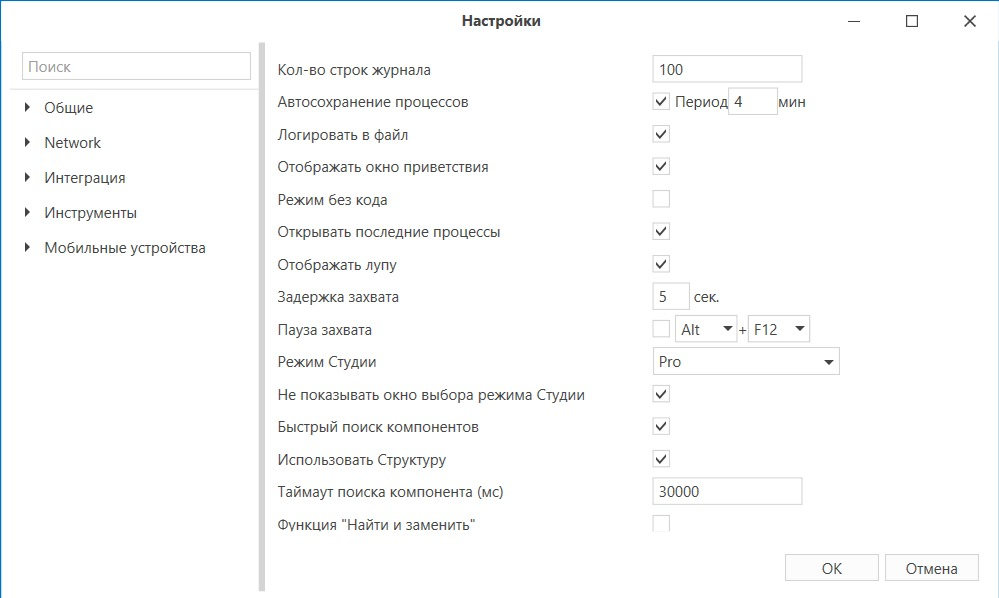 Настройки
Поиск
Общие
Network
Интеграция
Инструменты
Мобильные устройства
Кол-во строк журнала 100
Автосохранение процессов Период 4 мин
Логировать в файл
Отображать окно приветствия
Режим без кода
Открывать последние процессы
Отображать лупу
Задержка захвата 5 сек.
Пауза захвата Alt + F12
Режим Студии Pro
Не показывать окно выбора режима Студии
Быстрый поиск компонентов
Использовать Структуру
Таймаут поиска компонента (мс) 30000
Функция "Найти и заменить"
ОК Отмена